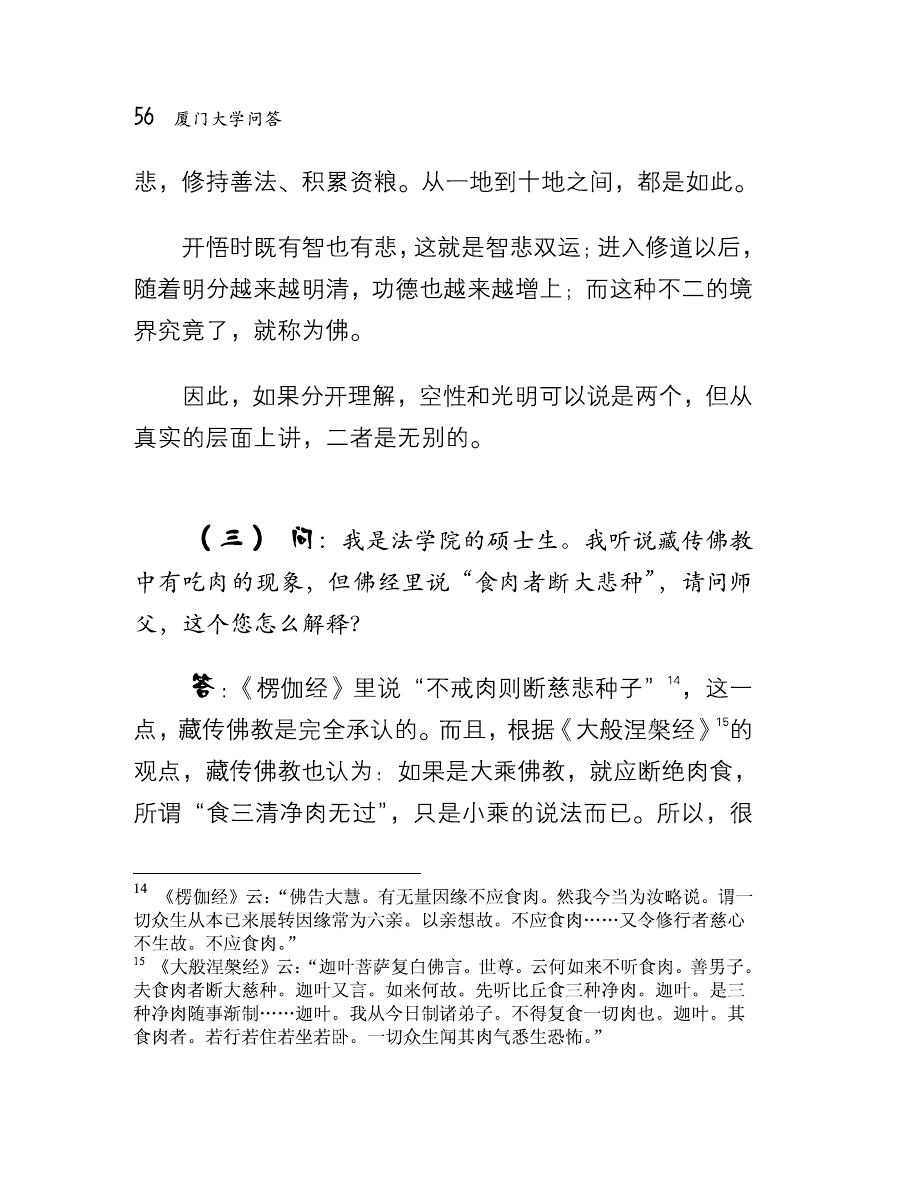 56 厦门大学问答
悲，修持善法、积累资粮。从一地到十地之间，都是如此。
开悟时既有智也有悲，这就是智悲双运；进入修道以后，
随着明分越来越明清，功德也越来越增上；而这种不二的境
界究竟了，就称为佛。
因此，如果分开理解，空性和光明可以说是两个，但从
真实的层面上讲，二者是无别的。
（三） 问：我是法学院的硕士生。我听说藏传佛教
中有吃肉的现象，但佛经里说“食肉者断大悲种”，请问师
父，这个您怎么解释？
答：《楞伽经》里说“不戒肉则断慈悲种子”14，这一
点，藏传佛教是完全承认的。而且，根据《大般涅槃经》15的
观点，藏传佛教也认为：如果是大乘佛教，就应断绝肉食，
所谓“食三清净肉无过”，只是小乘的说法而已。所以，很
14 《楞伽经》云：“佛告大慧。有无量因缘不应食肉。然我今当为汝略说。谓一
切众生从本已来展转因缘常为六亲。以亲想故。不应食肉……又令修行者慈心
不生故。不应食肉。”
15 《大般涅槃经》云：“迦叶菩萨复白佛言。世尊。云何如来不听食肉。善男子。
夫食肉者断大慈种。迦叶又言。如来何故。先听比丘食三种净肉。迦叶。是三
种净肉随事渐制……迦叶。我从今日制诸弟子。不得复食一切肉也。迦叶。其
食肉者。若行若住若坐若卧。一切众生闻其肉气悉生恐怖。”